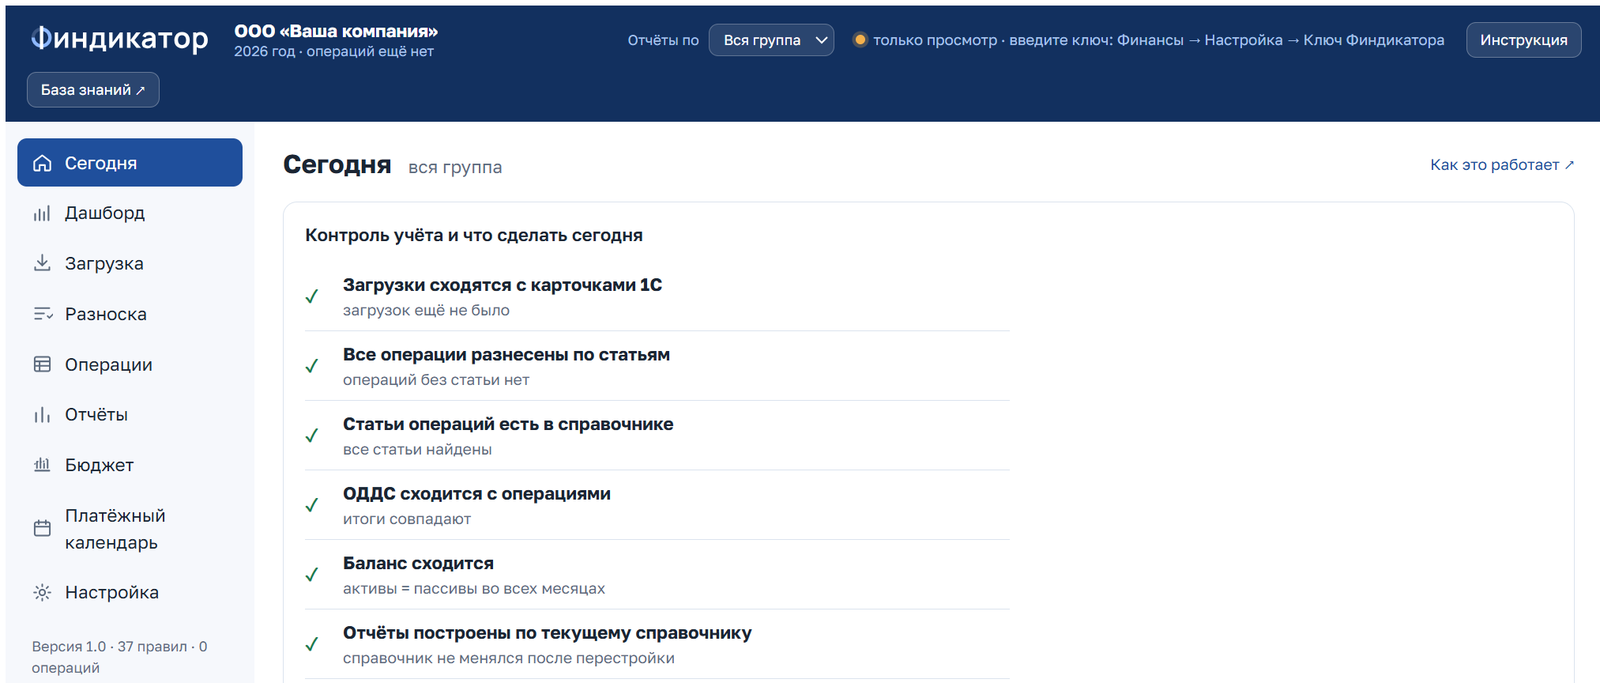 Финдикатор
ООО «Ваша компания»
2026 год · операций ещё нет
Отчёты по
Вся группа
только просмотр · введите ключ: Финансы → Настройка → Ключ Финдикатора
Инструкция
База знаний ↗
Сегодня
Дашборд
Загрузка
Разноска
Операции
Отчёты
Бюджет
Платёжный
календарь
Настройка
Версия 1.0 · 37 правил · 0
операций
Сегодня вся группа
Как это работает ↗
Контроль учёта и что сделать сегодня
✓ Загрузки сходятся с карточками 1С
загрузок ещё не было
✓ Все операции разнесены по статьям
операций без статьи нет
✓ Статьи операций есть в справочнике
все статьи найдены
✓ ОДДС сходится с операциями
итоги совпадают
✓ Баланс сходится
активы = пассивы во всех месяцах
✓ Отчёты построены по текущему справочнику
справочник не менялся после перестройки